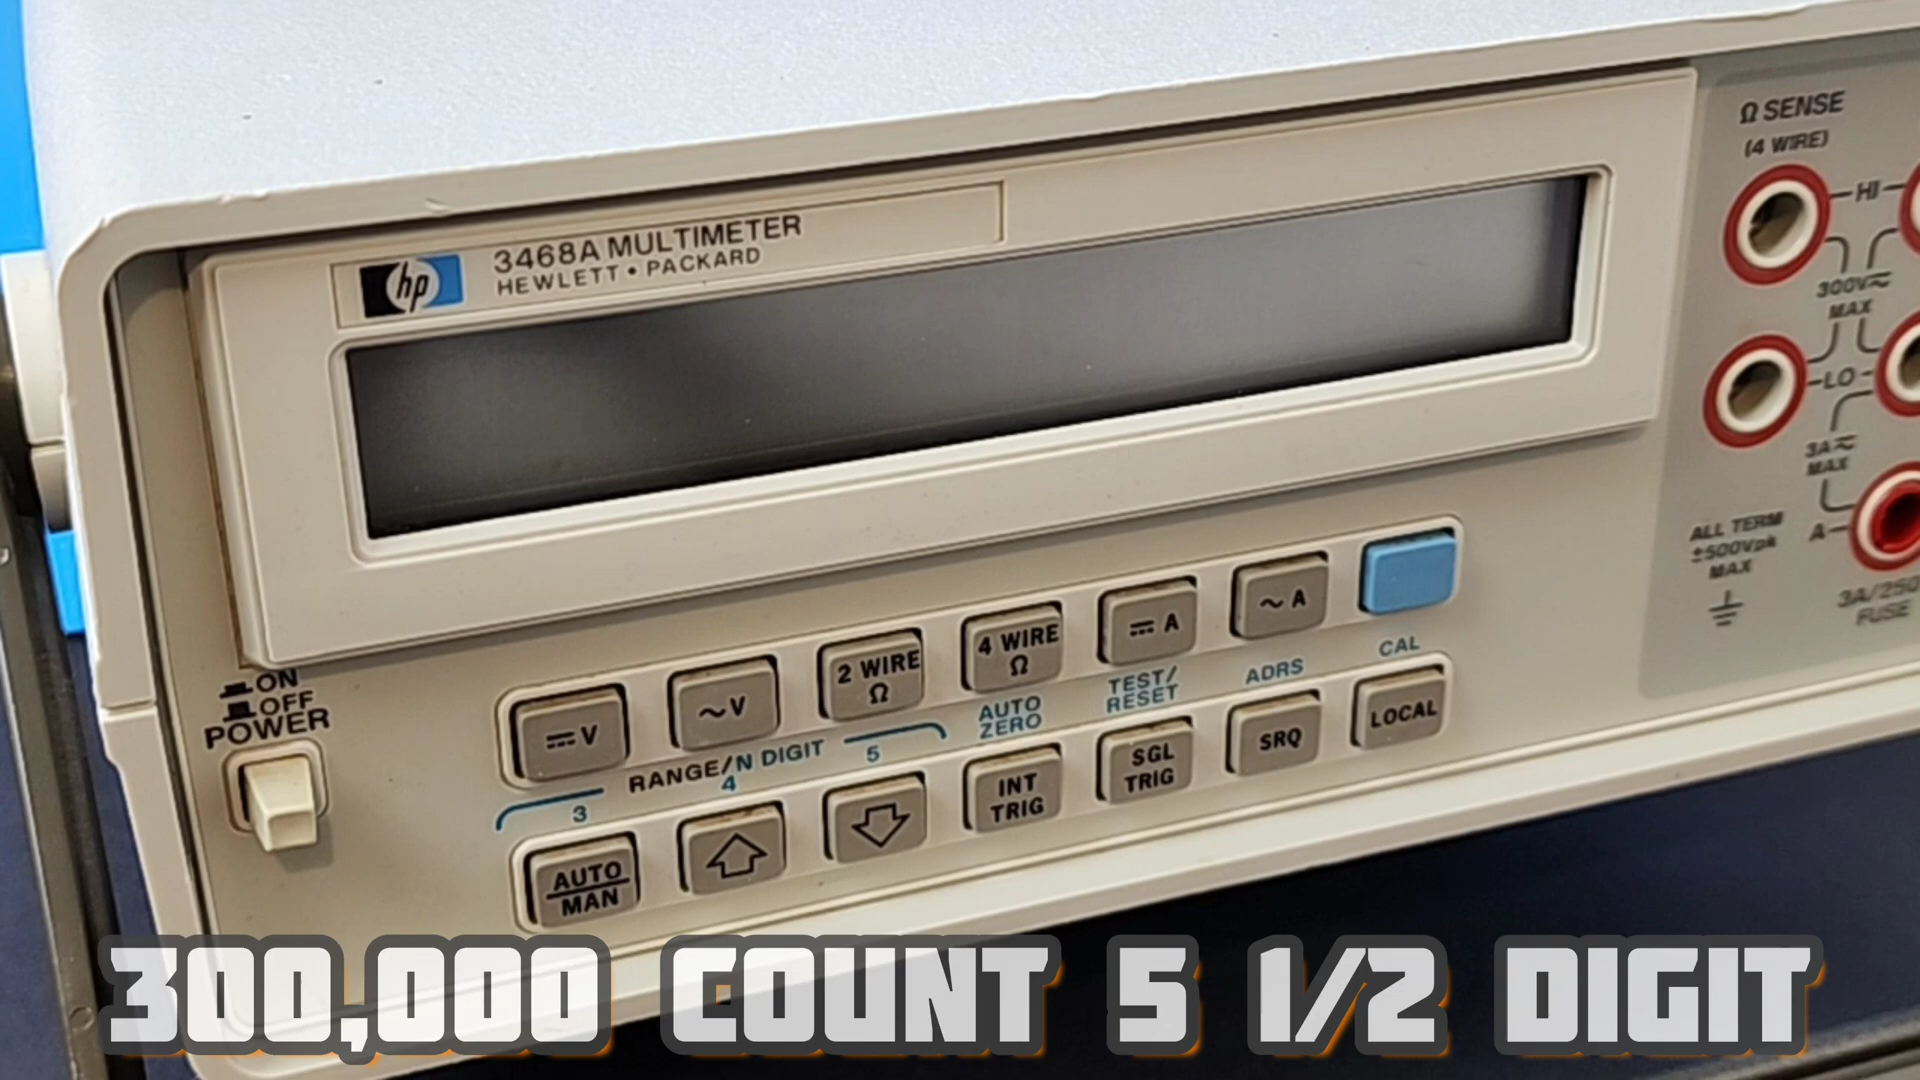 hp
3468A MULTIMETER
HEWLETT • PACKARD
Ω SENSE
(4 WIRE)
HI
300V⎓
MAX
LO
3A
MAX
ALL TERM
±500Vpk
MAX
A
3A/250
FUSE
ON
OFF
POWER
⎓ V
~ V
2 WIRE
Ω
4 WIRE
Ω
⎓ A
~ A
RANGE/N DIGIT
3
4
5
AUTO
ZERO
TEST/
RESET
ADRS
CAL
AUTO
MAN
INT
TRIG
SGL
TRIG
SRQ
LOCAL
300,000 COUNT 5 1/2 DIGIT